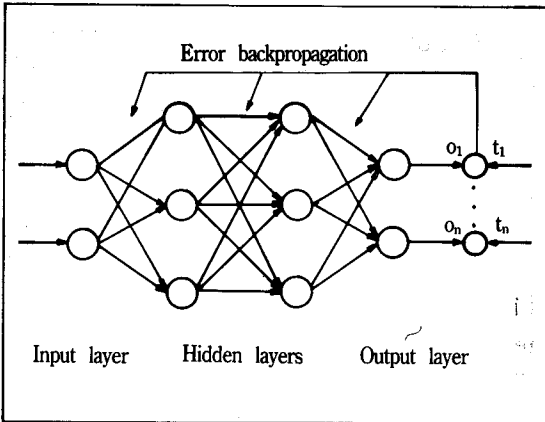 Error backpropagation
o1 t1
on tn
Input layer Hidden layers Output layer